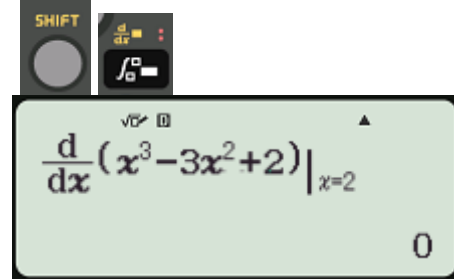 SHIFT
d/dx■ :
∫▫▫■
√▫/ D ▲
d/dx(x³−3x²+2)|x=2
0